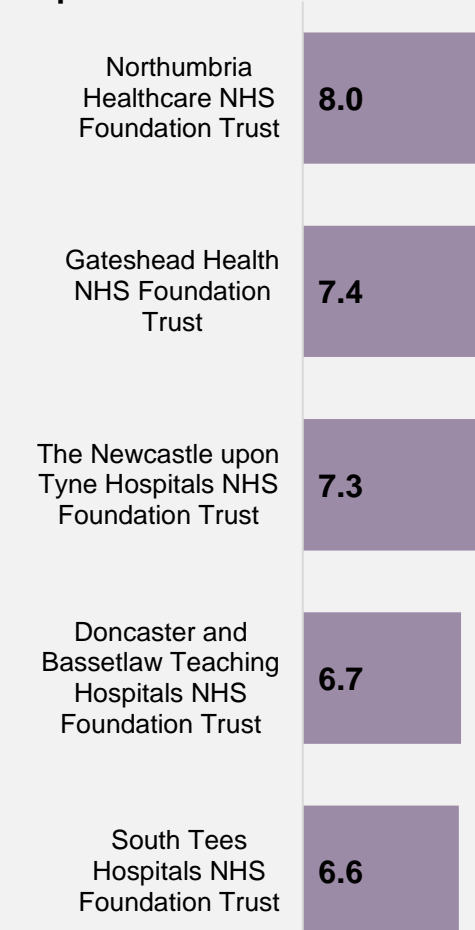 Northumbria
Healthcare NHS
Foundation Trust
8.0
Gateshead Health
NHS Foundation
Trust
7.4
The Newcastle upon
Tyne Hospitals NHS
Foundation Trust
7.3
Doncaster and
Bassetlaw Teaching
Hospitals NHS
Foundation Trust
6.7
South Tees
Hospitals NHS
Foundation Trust
6.6